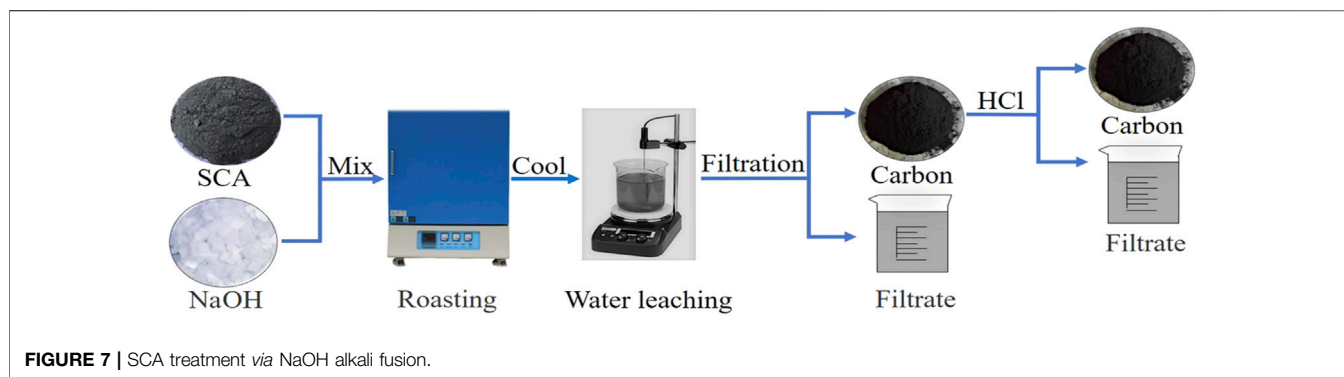 SCA
NaOH
Mix
Roasting
Cool
Water leaching
Filtration
Carbon
Filtrate
HCl
Carbon
Filtrate
FIGURE 7 | SCA treatment via NaOH alkali fusion.